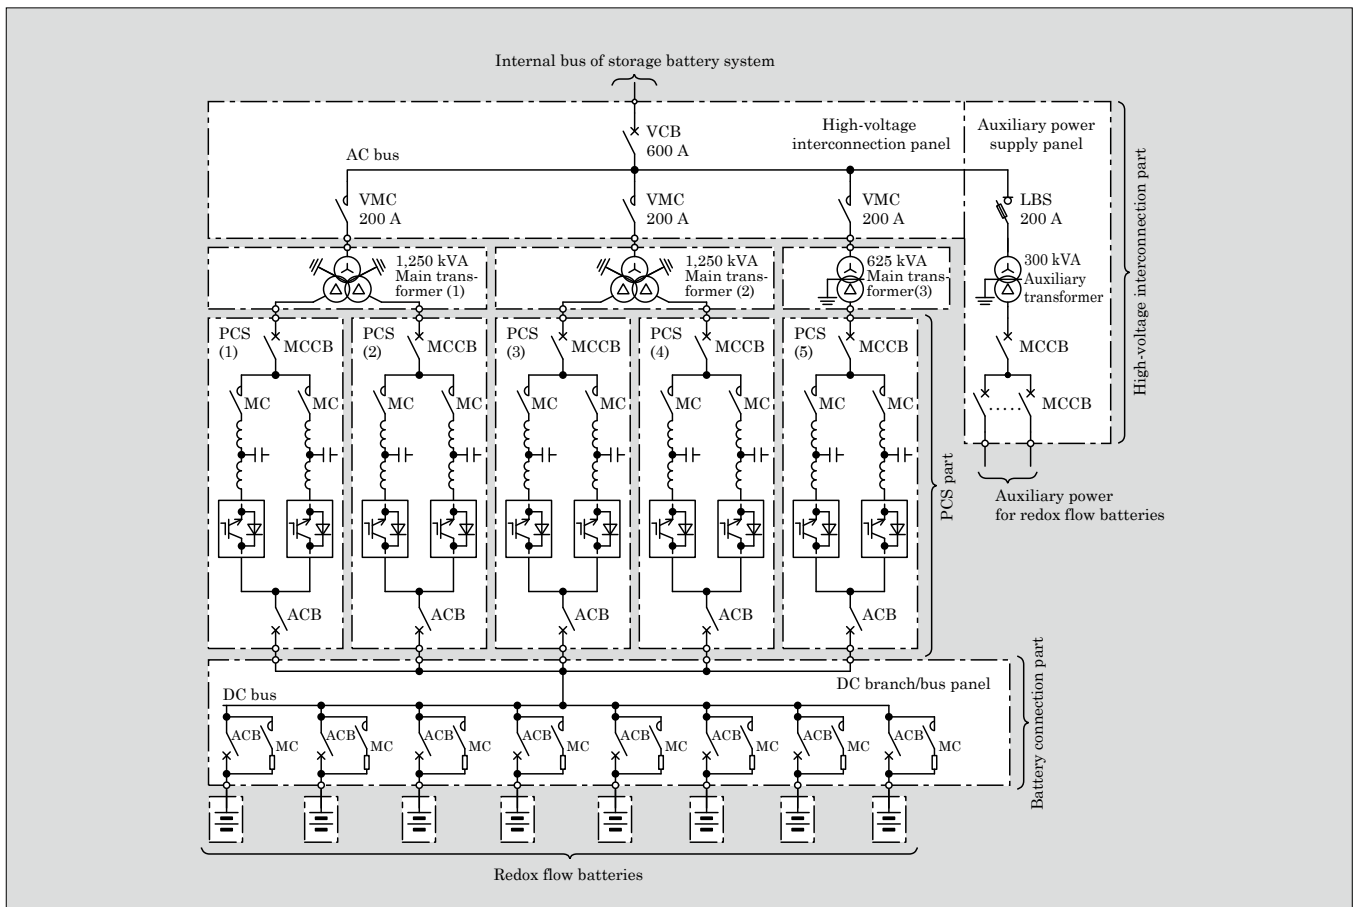 Internal bus of storage battery system
VCB
600 A
High-voltage
interconnection panel
Auxiliary power
supply panel
AC bus
VMC
200 A
VMC
200 A
VMC
200 A
LBS
200 A
1,250 kVA
Main trans-
former (1)
1,250 kVA
Main trans-
former (2)
625 kVA
Main trans-
former(3)
300 kVA
Auxiliary
transformer
High-voltage interconnection part
PCS
(1)
MCCB
PCS
(2)
MCCB
PCS
(3)
MCCB
PCS
(4)
MCCB
PCS
(5)
MCCB
MCCB
MC
MC
MC
MC
MC
MC
MC
MC
MC
MC
MCCB
PCS part
Auxiliary power
for redox flow batteries
ACB
ACB
ACB
ACB
ACB
DC bus
DC branch/bus panel
Battery connection part
ACB
MC
ACB
MC
ACB
MC
ACB
MC
ACB
MC
ACB
MC
ACB
MC
ACB
MC
Redox flow batteries